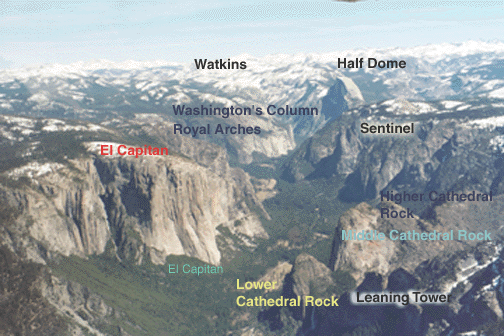 Watkins
Half Dome
Washington's Column
Royal Arches
Sentinel
El Capitan
Higher Cathedral
Rock
Middle Cathedral Rock
El Capitan
Lower
Cathedral Rock
Leaning Tower